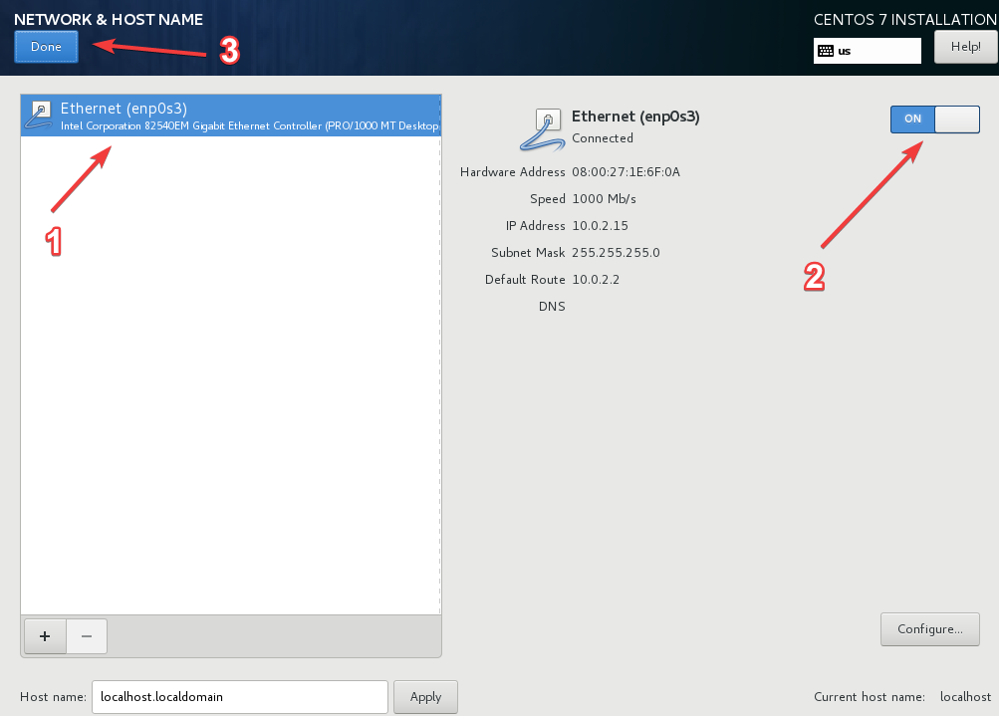 NETWORK & HOST NAME
CENTOS 7 INSTALLATION
Done
3
us
Help!
Ethernet (enp0s3)
Intel Corporation 82540EM Gigabit Ethernet Controller (PRO/1000 MT Desktop
1
Ethernet (enp0s3)
Connected
ON
Hardware Address 08:00:27:1E:6F:0A
Speed 1000 Mb/s
IP Address 10.0.2.15
Subnet Mask 255.255.255.0
Default Route 10.0.2.2
DNS
2
+ −
Configure...
Host name: localhost.localdomain Apply
Current host name: localhost